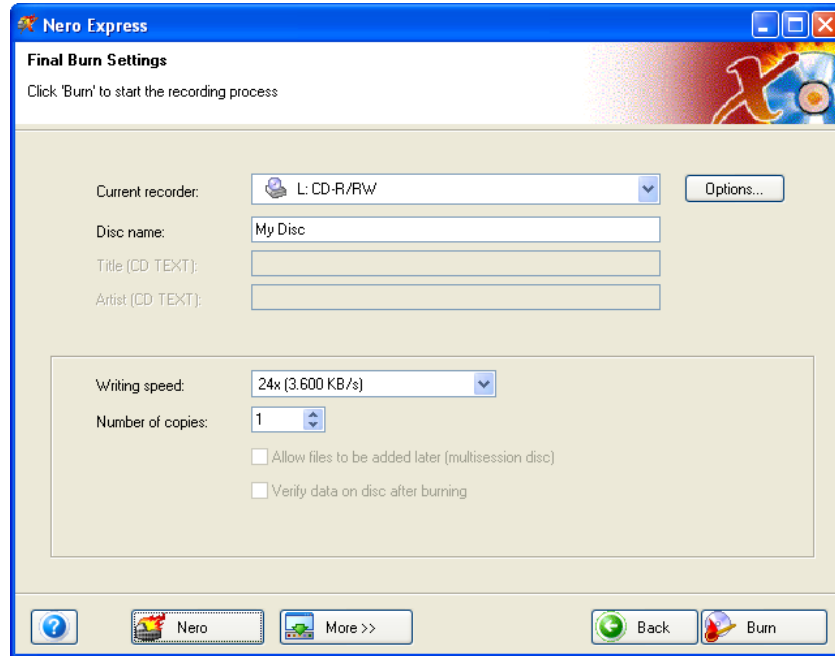 Nero Express
Final Burn Settings
Click 'Burn' to start the recording process
Current recorder: L: CD-R/RW Options...
Disc name: My Disc
Title (CD TEXT):
Artist (CD TEXT):
Writing speed: 24x (3.600 KB/s)
Number of copies: 1
Allow files to be added later (multisession disc)
Verify data on disc after burning
Nero More >> Back Burn